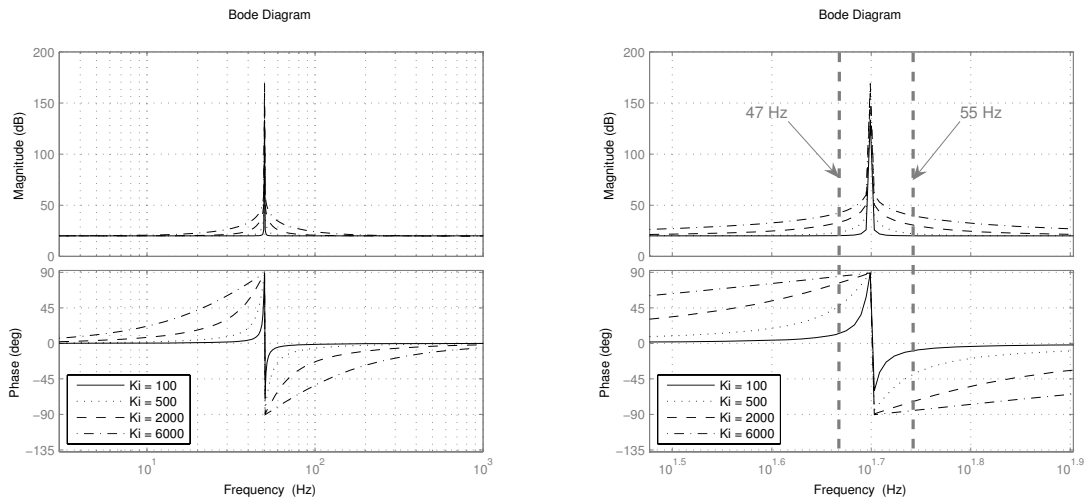 Bode Diagram
200
150
100
50
0
Magnitude (dB)
90
45
0
−45
−90
−135
Phase (deg)
Ki = 100
Ki = 500
Ki = 2000
Ki = 6000
10^1
10^2
10^3
Frequency (Hz)
Bode Diagram
200
150
100
50
0
Magnitude (dB)
47 Hz
55 Hz
90
45
0
−45
−90
−135
Phase (deg)
Ki = 100
Ki = 500
Ki = 2000
Ki = 6000
10^1.5
10^1.6
10^1.7
10^1.8
10^1.9
Frequency (Hz)